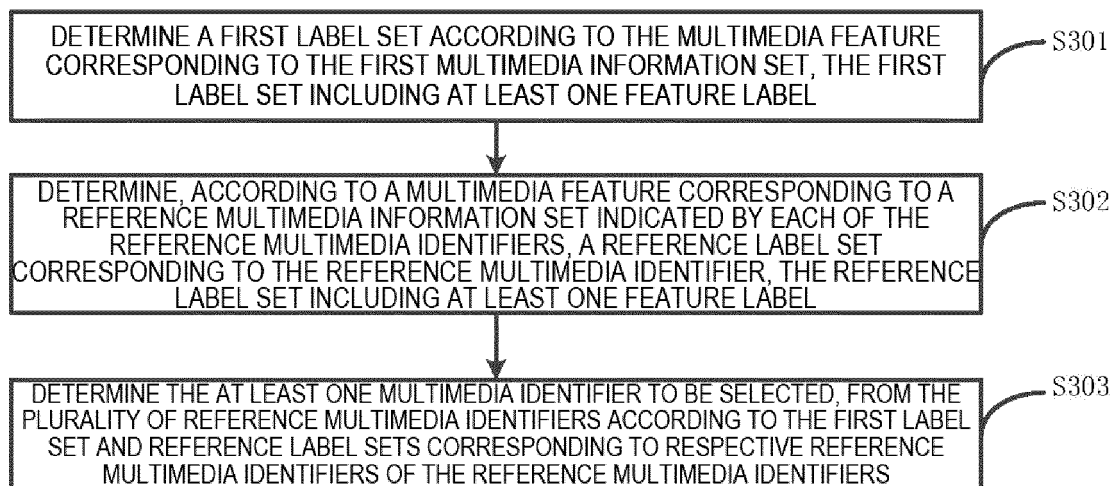 DETERMINE A FIRST LABEL SET ACCORDING TO THE MULTIMEDIA FEATURE
CORRESPONDING TO THE FIRST MULTIMEDIA INFORMATION SET, THE FIRST
LABEL SET INCLUDING AT LEAST ONE FEATURE LABEL
S301
DETERMINE, ACCORDING TO A MULTIMEDIA FEATURE CORRESPONDING TO A
REFERENCE MULTIMEDIA INFORMATION SET INDICATED BY EACH OF THE
REFERENCE MULTIMEDIA IDENTIFIERS, A REFERENCE LABEL SET
CORRESPONDING TO THE REFERENCE MULTIMEDIA IDENTIFIER, THE REFERENCE
LABEL SET INCLUDING AT LEAST ONE FEATURE LABEL
S302
DETERMINE THE AT LEAST ONE MULTIMEDIA IDENTIFIER TO BE SELECTED, FROM THE
PLURALITY OF REFERENCE MULTIMEDIA IDENTIFIERS ACCORDING TO THE FIRST LABEL
SET AND REFERENCE LABEL SETS CORRESPONDING TO RESPECTIVE REFERENCE
MULTIMEDIA IDENTIFIERS OF THE REFERENCE MULTIMEDIA IDENTIFIERS
S303